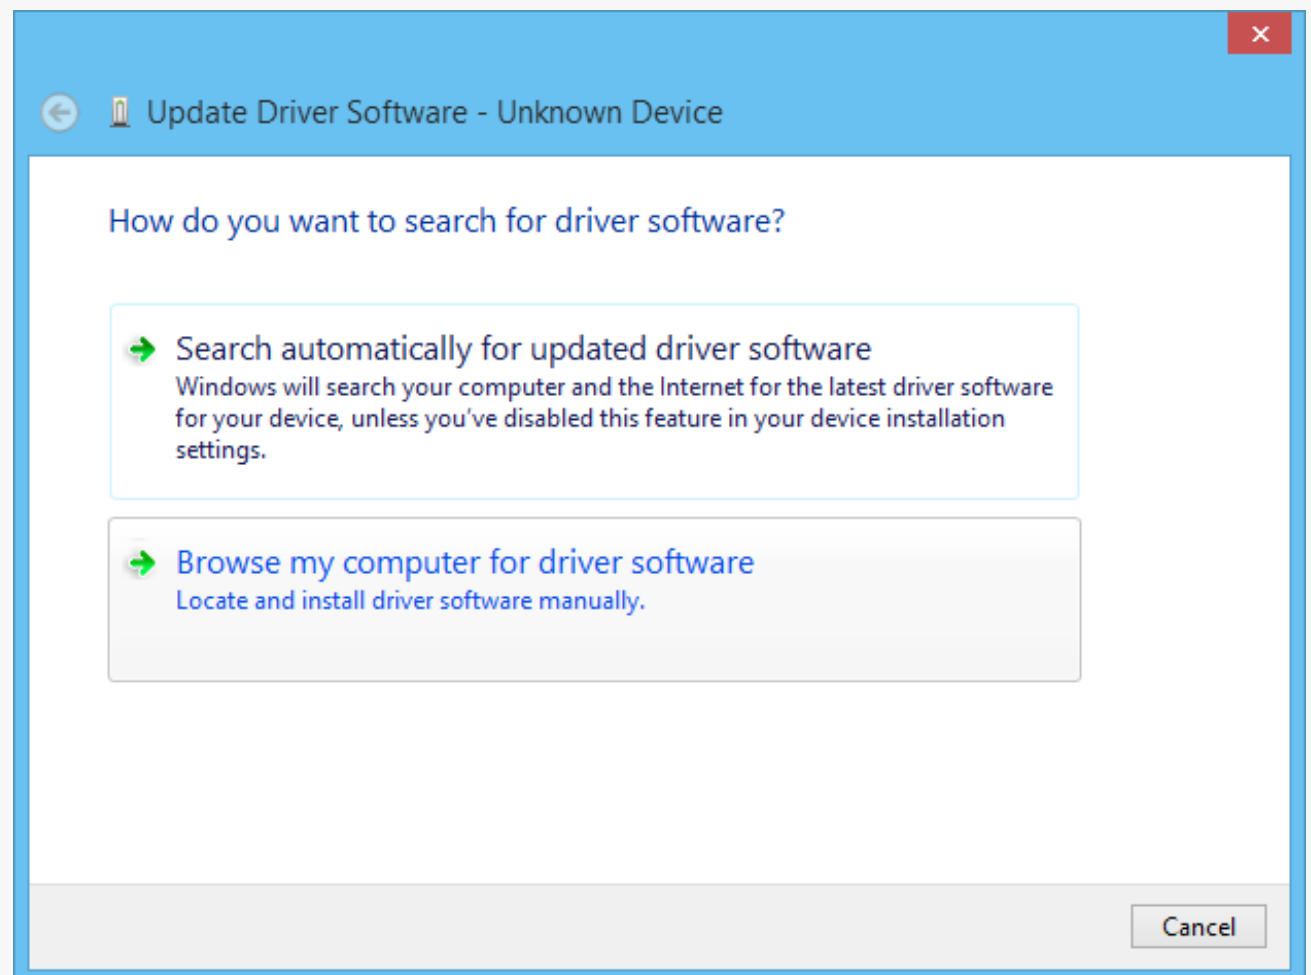 Update Driver Software - Unknown Device
How do you want to search for driver software?
Search automatically for updated driver software
Windows will search your computer and the Internet for the latest driver software
for your device, unless you’ve disabled this feature in your device installation
settings.
Browse my computer for driver software
Locate and install driver software manually.
Cancel